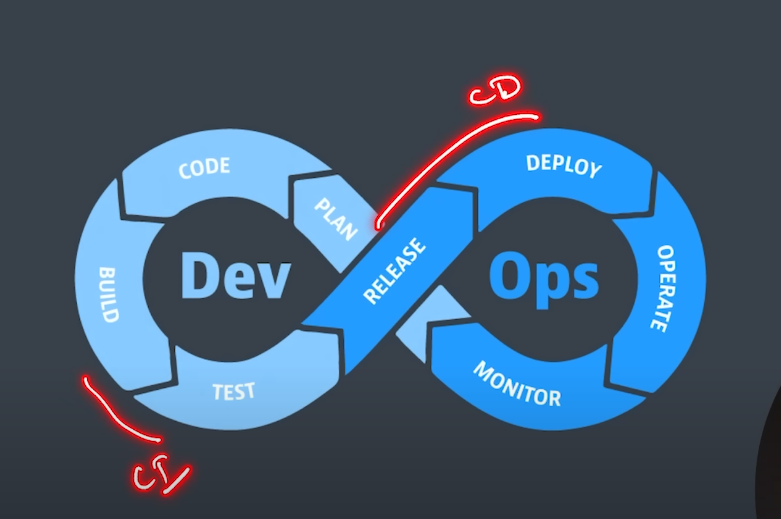 CD
CODE
DEPLOY
PLAN
RELEASE
Dev
Ops
BUILD
OPERATE
TEST
MONITOR
CI